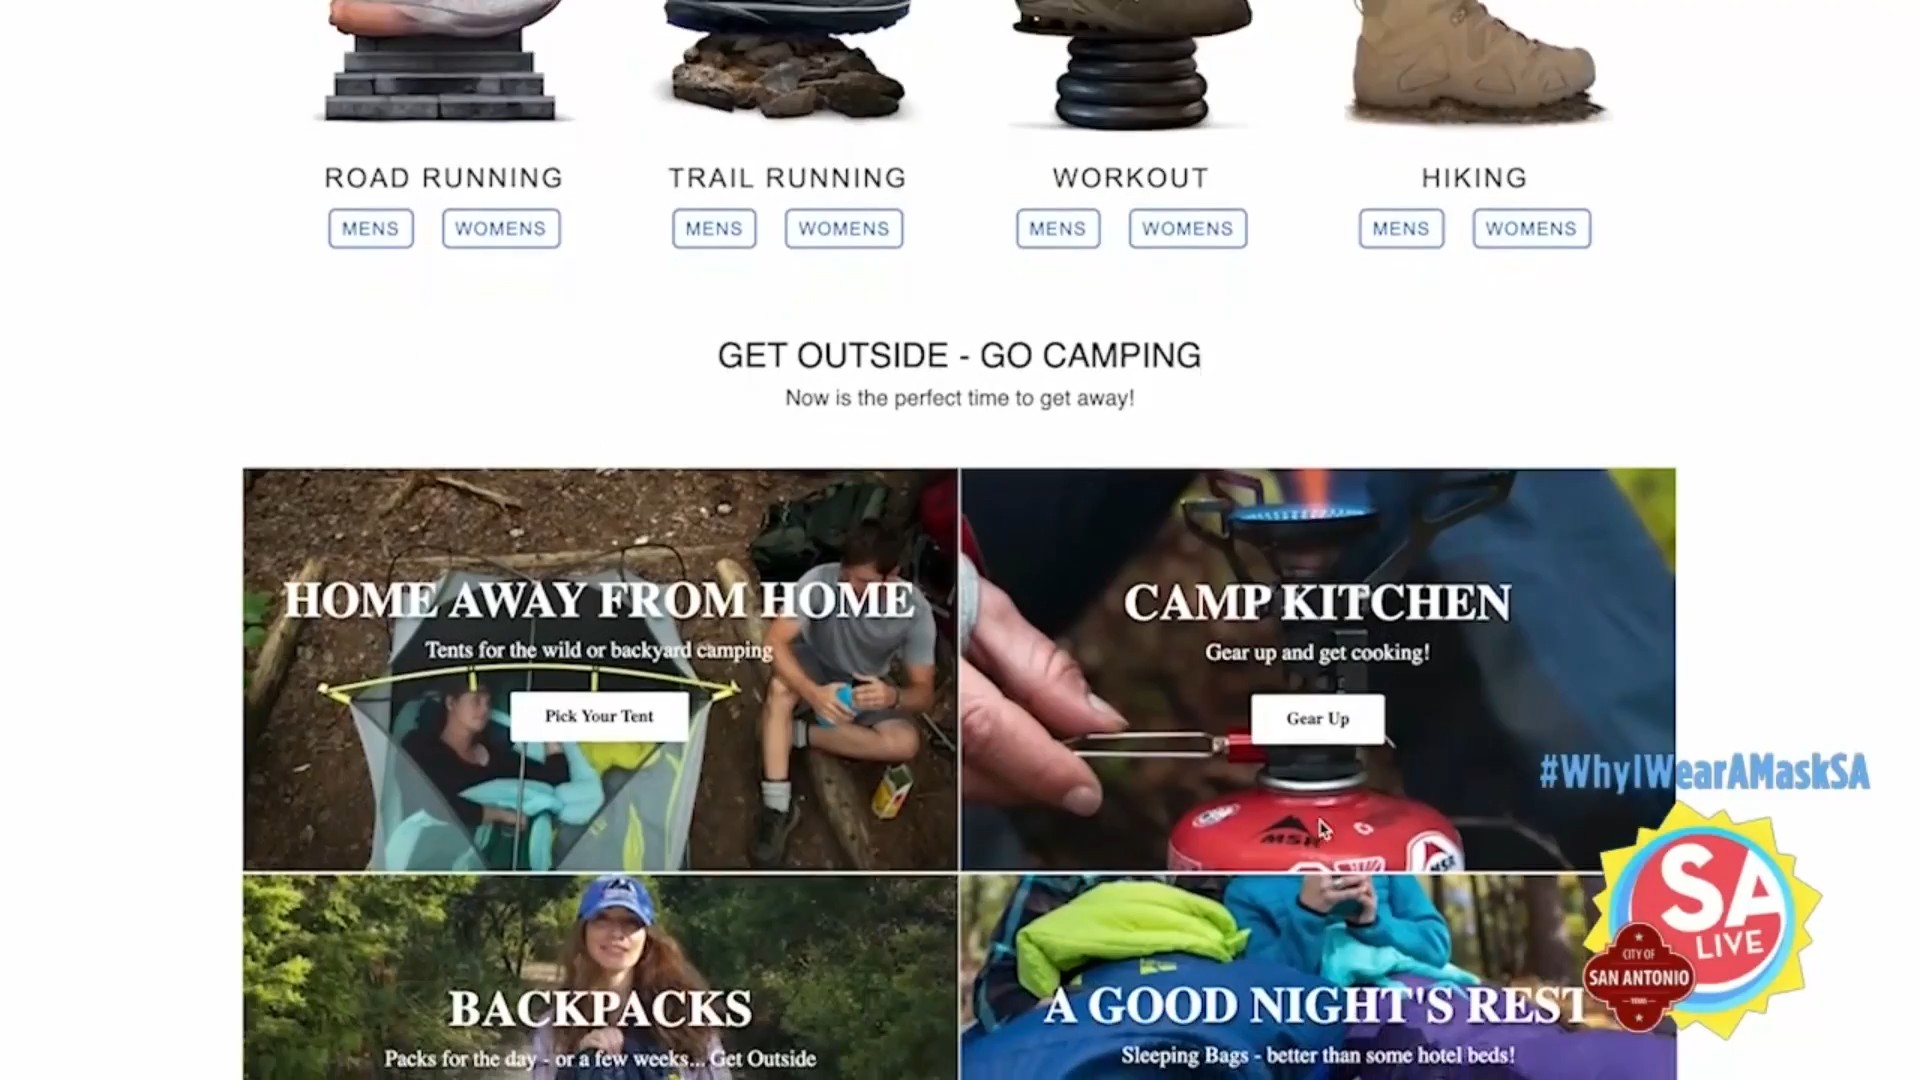 ROAD RUNNING
TRAIL RUNNING
WORKOUT
HIKING
MENS
WOMENS
MENS
WOMENS
MENS
WOMENS
MENS
WOMENS
GET OUTSIDE - GO CAMPING
Now is the perfect time to get away!
HOME AWAY FROM HOME
Tents for the wild or backyard camping
Pick Your Tent
CAMP KITCHEN
Gear up and get cooking!
Gear Up
MSR
MSR
#WhyIWearAMaskSA
SA
LIVE
CITY OF
SAN ANTONIO
TEXAS
BACKPACKS
Packs for the day - or a few weeks... Get Outside
A GOOD NIGHT'S REST
Sleeping Bags - better than some hotel beds!